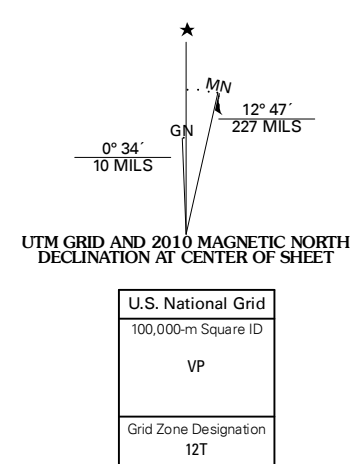 ★
MN
GN
12° 47´
227 MILS
0° 34´
10 MILS
UTM GRID AND 2010 MAGNETIC NORTH
DECLINATION AT CENTER OF SHEET
U.S. National Grid
100,000-m Square ID
VP
Grid Zone Designation
12T